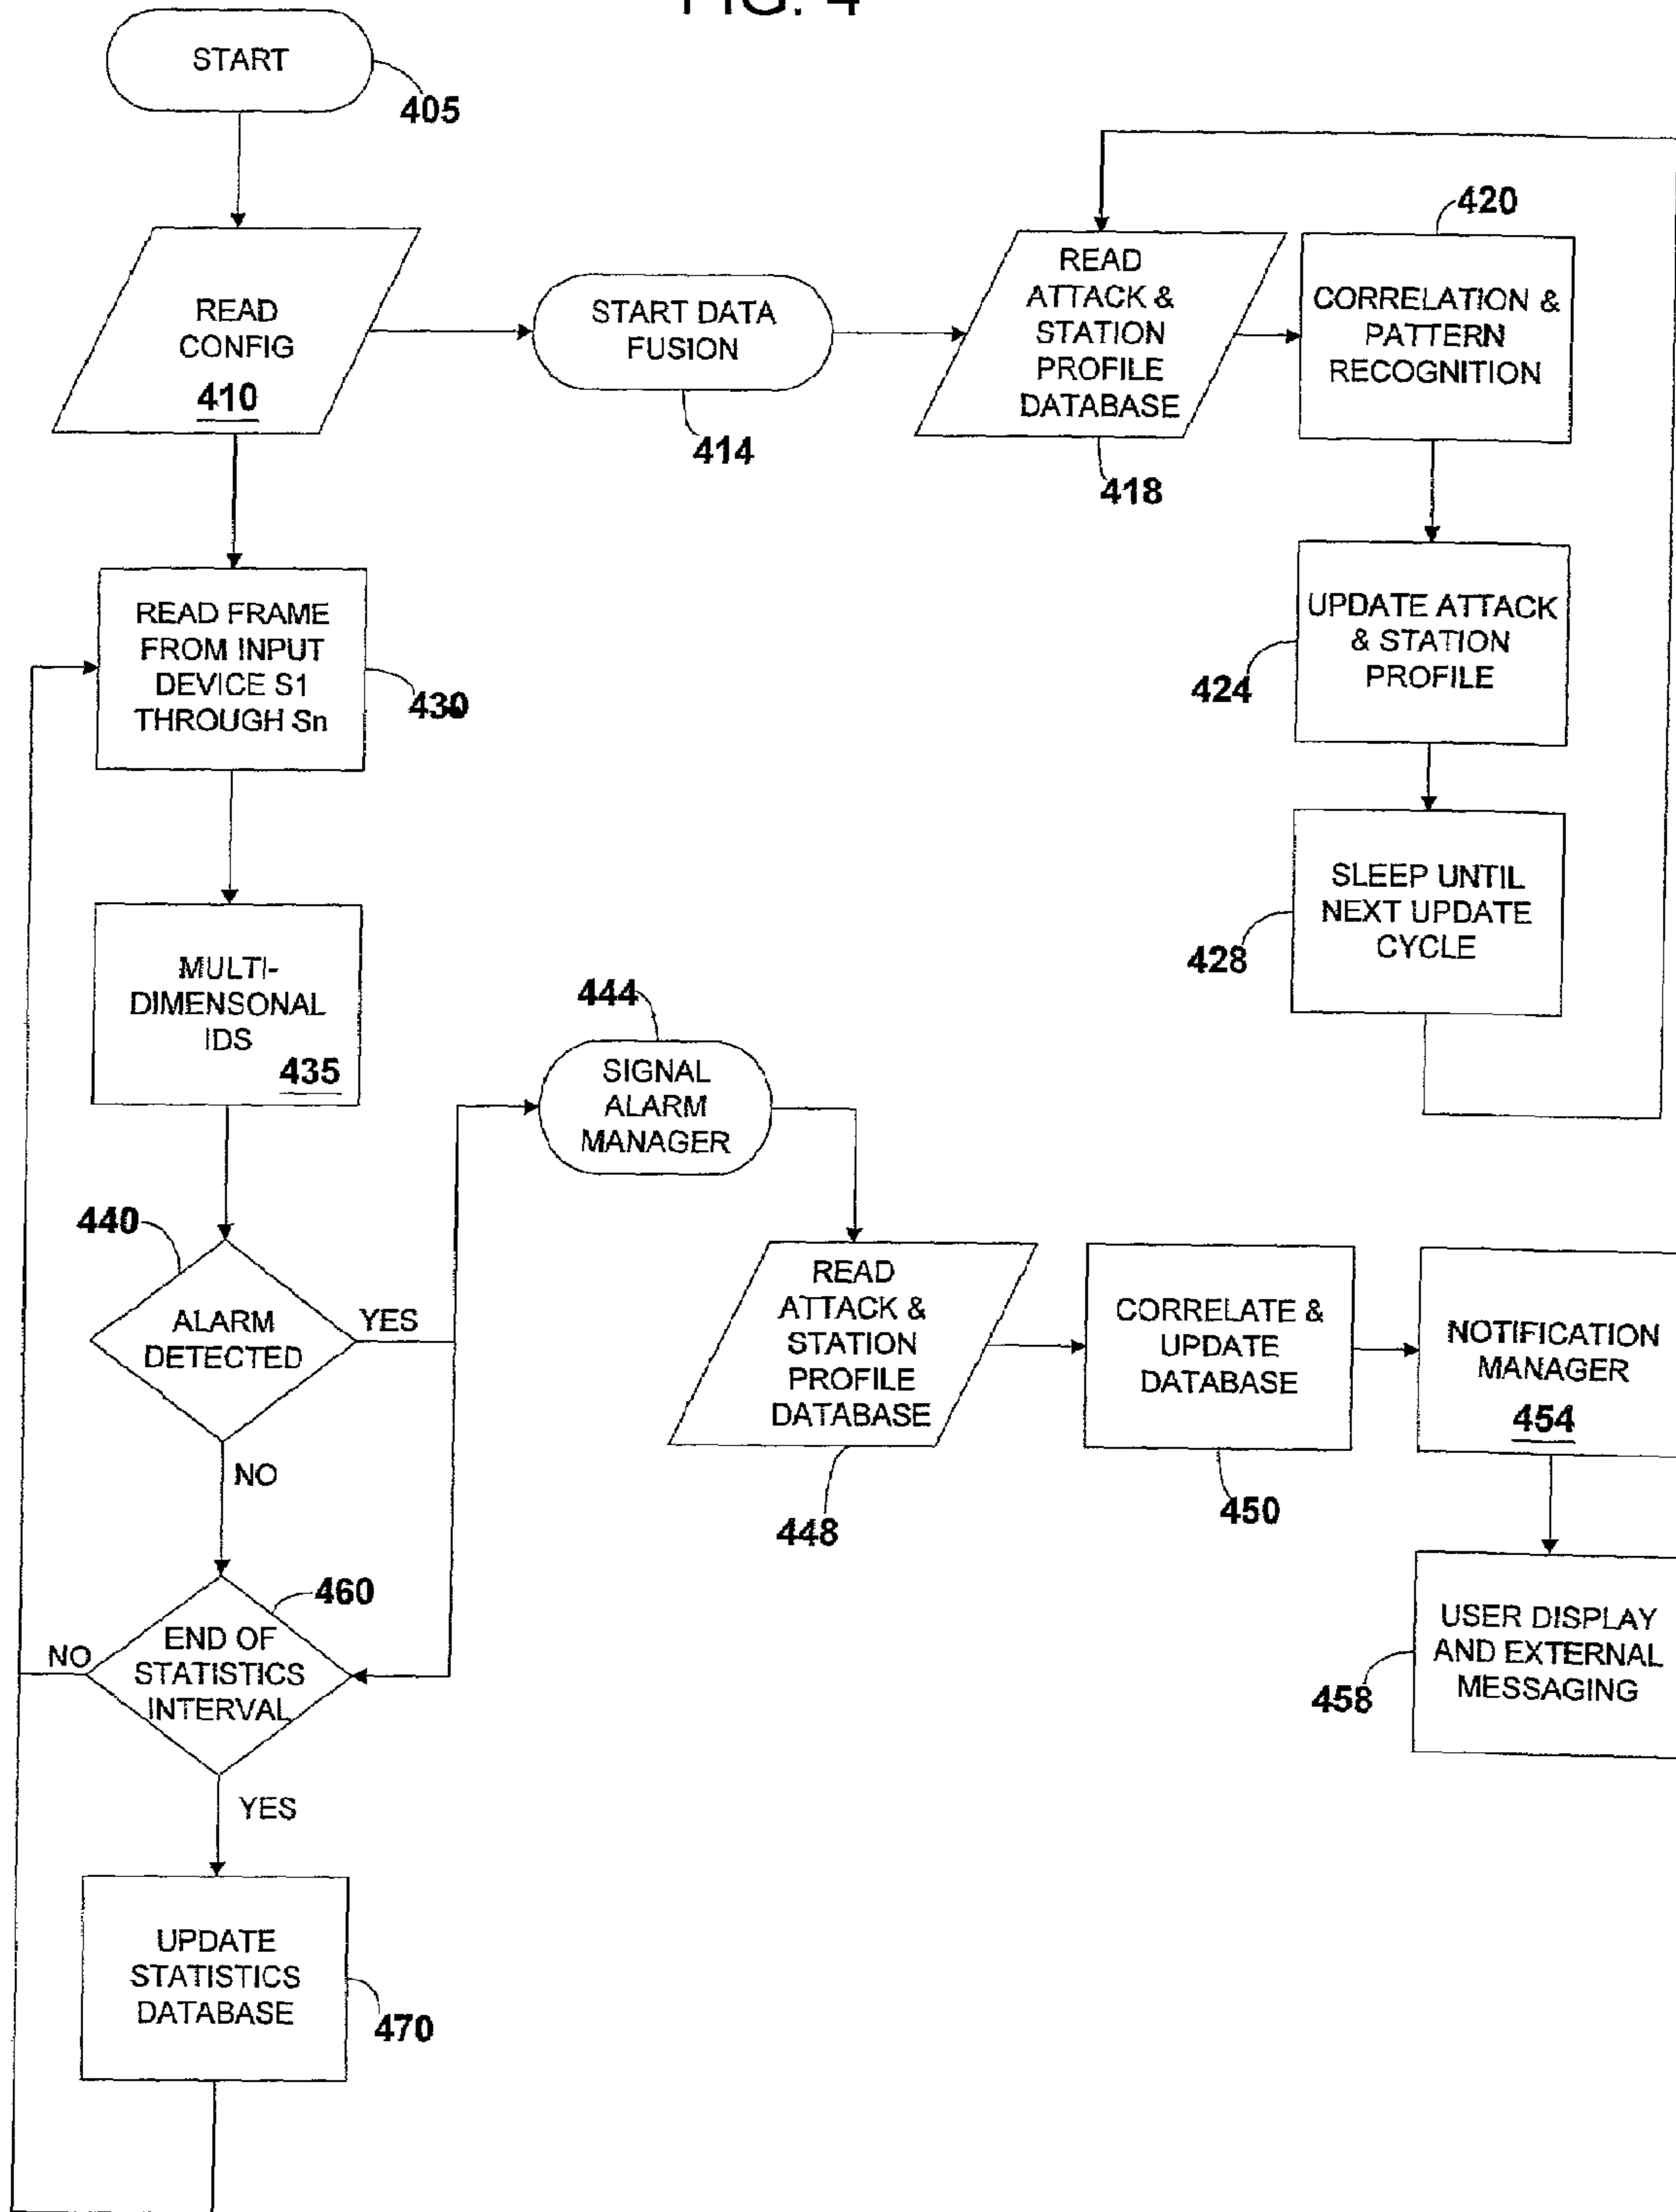 FIG. 4
START
405
READ
CONFIG
410
START DATA
FUSION
414
READ
ATTACK &
STATION
PROFILE
DATABASE
418
420
CORRELATION &
PATTERN
RECOGNITION
UPDATE ATTACK
& STATION
PROFILE
424
SLEEP UNTIL
NEXT UPDATE
CYCLE
428
READ FRAME
FROM INPUT
DEVICE S1
THROUGH Sn
430
MULTI-
DIMENSONAL
IDS
435
440
ALARM
DETECTED
YES
NO
444
SIGNAL
ALARM
MANAGER
READ
ATTACK &
STATION
PROFILE
DATABASE
448
CORRELATE &
UPDATE
DATABASE
450
NOTIFICATION
MANAGER
454
USER DISPLAY
AND EXTERNAL
MESSAGING
458
460
END OF
STATISTICS
INTERVAL
NO
YES
UPDATE
STATISTICS
DATABASE
470